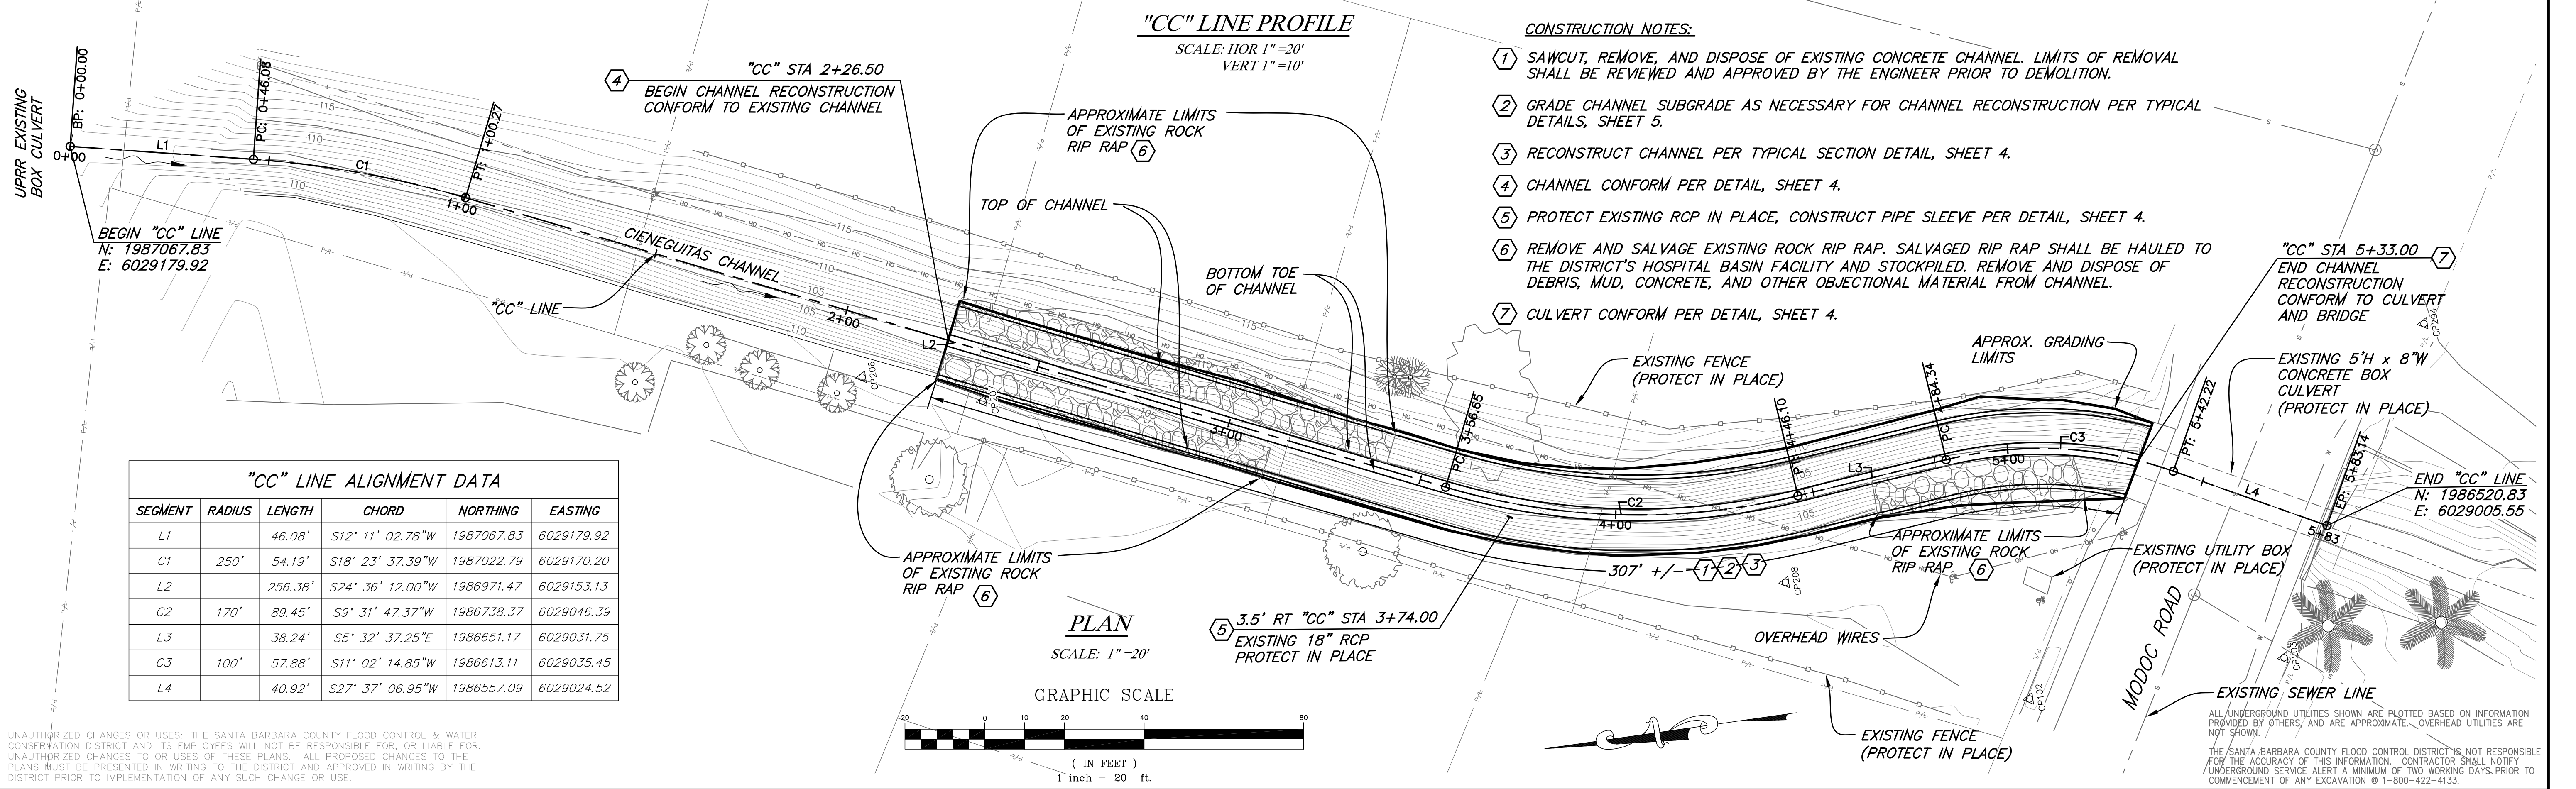 "CC" LINE PROFILE
SCALE: HOR 1" =20'
VERT 1" =10'
CONSTRUCTION NOTES:
1 SAWCUT, REMOVE, AND DISPOSE OF EXISTING CONCRETE CHANNEL. LIMITS OF REMOVAL
SHALL BE REVIEWED AND APPROVED BY THE ENGINEER PRIOR TO DEMOLITION.
2 GRADE CHANNEL SUBGRADE AS NECESSARY FOR CHANNEL RECONSTRUCTION PER TYPICAL
DETAILS, SHEET 5.
3 RECONSTRUCT CHANNEL PER TYPICAL SECTION DETAIL, SHEET 4.
4 CHANNEL CONFORM PER DETAIL, SHEET 4.
5 PROTECT EXISTING RCP IN PLACE, CONSTRUCT PIPE SLEEVE PER DETAIL, SHEET 4.
6 REMOVE AND SALVAGE EXISTING ROCK RIP RAP. SALVAGED RIP RAP SHALL BE HAULED TO
THE DISTRICT'S HOSPITAL BASIN FACILITY AND STOCKPILED. REMOVE AND DISPOSE OF
DEBRIS, MUD, CONCRETE, AND OTHER OBJECTIONAL MATERIAL FROM CHANNEL.
7 CULVERT CONFORM PER DETAIL, SHEET 4.
UPRR EXISTING
BOX CULVERT
BP: 0+00.00
0+00
L1
PC: 0+46.08
C1
PT: 1+00.27
1+00
115
110
110
BEGIN "CC" LINE
N: 1987067.83
E: 6029179.92
4
"CC" STA 2+26.50
BEGIN CHANNEL RECONSTRUCTION
CONFORM TO EXISTING CHANNEL
CIENEGUITAS CHANNEL
"CC" LINE
115
110
105
105
110
2+00
L2
CP206
APPROXIMATE LIMITS
OF EXISTING ROCK
RIP RAP 6
TOP OF CHANNEL
BOTTOM TOE
OF CHANNEL
115
110
105
105
3+00
EXISTING FENCE
(PROTECT IN PLACE)
PC: 3+56.65
C2
4+00
PT: 4+46.10
105
105
110
L3
PC: 4+84.34
5+00
C3
APPROX. GRADING
LIMITS
"CC" STA 5+33.00 7
END CHANNEL
RECONSTRUCTION
CONFORM TO CULVERT
AND BRIDGE
CP204
PT: 5+42.22
EXISTING 5'H x 8"W
CONCRETE BOX
CULVERT
(PROTECT IN PLACE)
L4
EP: 5+83.14
5+83
END "CC" LINE
N: 1986520.83
E: 6029005.55
APPROXIMATE LIMITS
OF EXISTING ROCK
RIP RAP 6
EXISTING UTILITY BOX
(PROTECT IN PLACE)
APPROXIMATE LIMITS
OF EXISTING ROCK
RIP RAP 6
307' +/- 1 2 3
CP208
5
3.5' RT "CC" STA 3+74.00
EXISTING 18" RCP
PROTECT IN PLACE
OVERHEAD WIRES
MODOC ROAD
CP203
CP102
EXISTING SEWER LINE
EXISTING FENCE
(PROTECT IN PLACE)
"CC" LINE ALIGNMENT DATA
SEGMENT RADIUS LENGTH CHORD NORTHING EASTING
L1 46.08' S12° 11' 02.78"W 1987067.83 6029179.92
C1 250' 54.19' S18° 23' 37.39"W 1987022.79 6029170.20
L2 256.38' S24° 36' 12.00"W 1986971.47 6029153.13
C2 170' 89.45' S9° 31' 47.37"W 1986738.37 6029046.39
L3 38.24' S5° 32' 37.25"E 1986651.17 6029031.75
C3 100' 57.88' S11° 02' 14.85"W 1986613.11 6029035.45
L4 40.92' S27° 37' 06.95"W 1986557.09 6029024.52
PLAN
SCALE: 1"=20'
GRAPHIC SCALE
-20 0 10 20 40 80
( IN FEET )
1 inch = 20 ft.
UNAUTHORIZED CHANGES OR USES: THE SANTA BARBARA COUNTY FLOOD CONTROL & WATER
CONSERVATION DISTRICT AND ITS EMPLOYEES WILL NOT BE RESPONSIBLE FOR, OR LIABLE FOR,
UNAUTHORIZED CHANGES TO OR USES OF THESE PLANS. ALL PROPOSED CHANGES TO THE
PLANS MUST BE PRESENTED IN WRITING TO THE DISTRICT AND APPROVED IN WRITING BY THE
DISTRICT PRIOR TO IMPLEMENTATION OF ANY SUCH CHANGE OR USE.
ALL UNDERGROUND UTILITIES SHOWN ARE PLOTTED BASED ON INFORMATION
PROVIDED BY OTHERS, AND ARE APPROXIMATE. OVERHEAD UTILITIES ARE
NOT SHOWN.
THE SANTA BARBARA COUNTY FLOOD CONTROL DISTRICT IS NOT RESPONSIBLE
FOR THE ACCURACY OF THIS INFORMATION. CONTRACTOR SHALL NOTIFY
UNDERGROUND SERVICE ALERT A MINIMUM OF TWO WORKING DAYS PRIOR TO
COMMENCEMENT OF ANY EXCAVATION @ 1-800-422-4133.